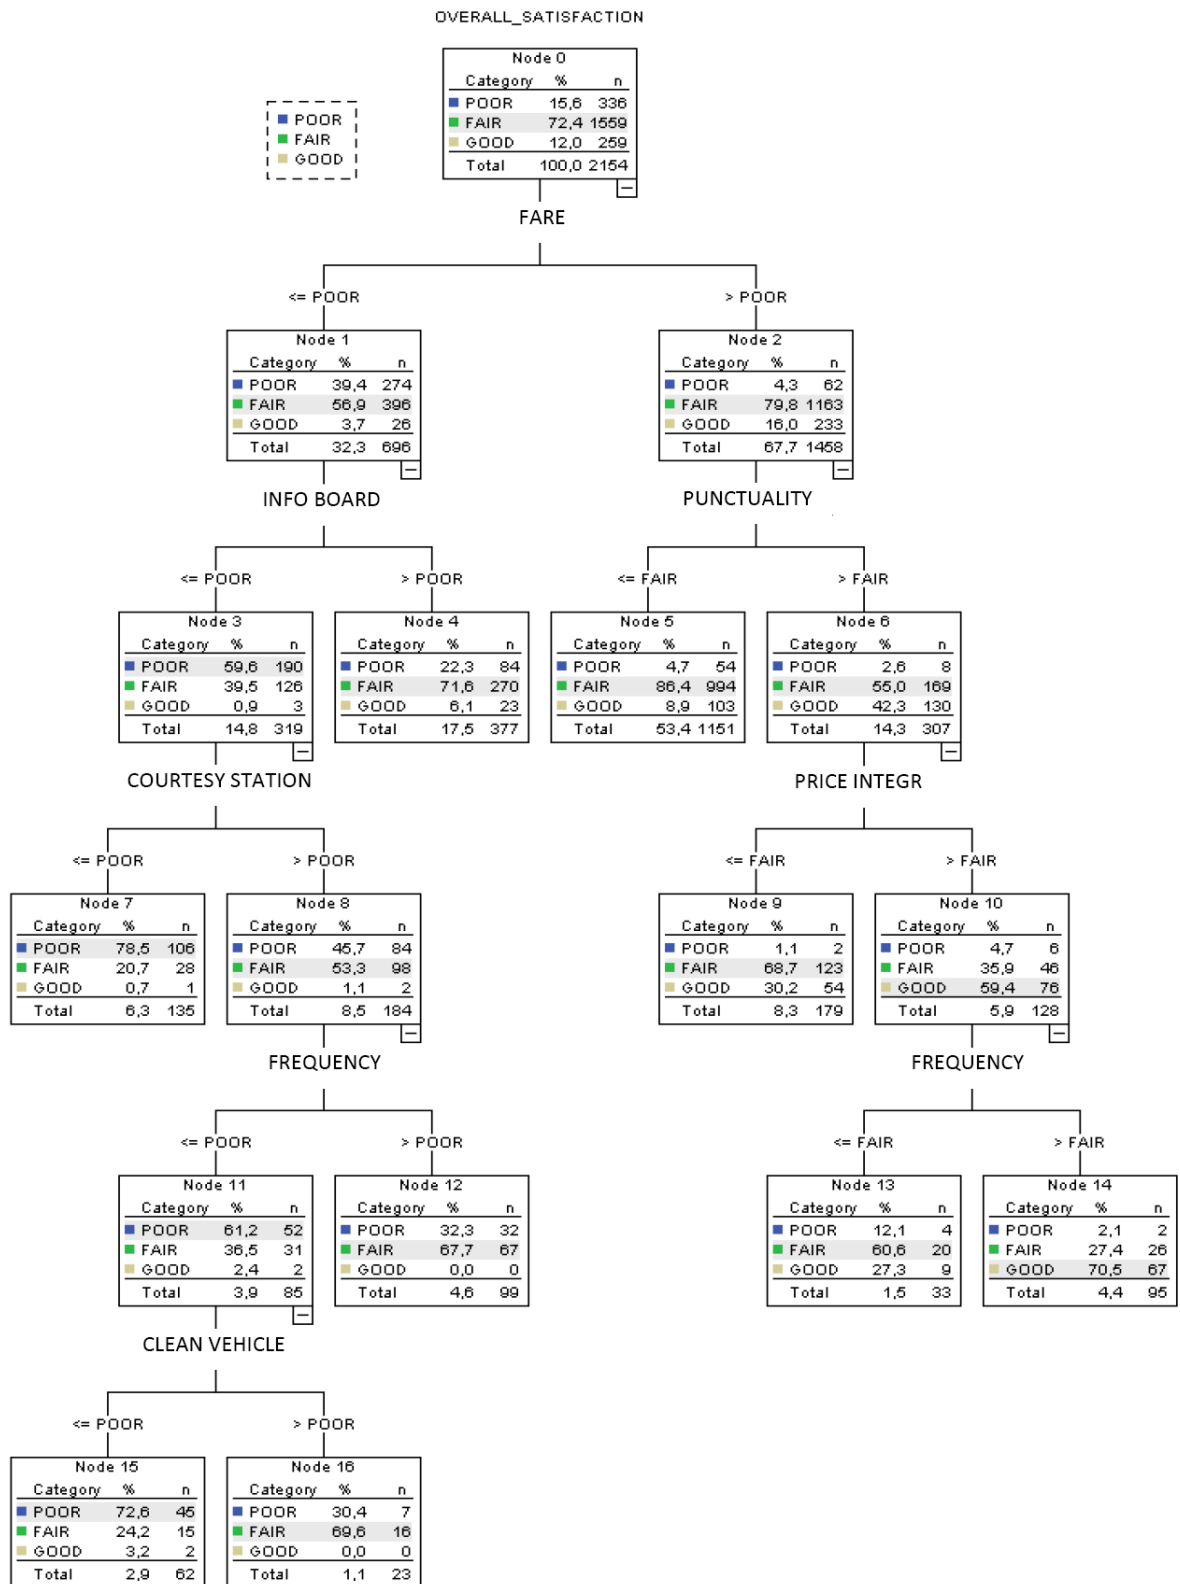 OVERALL_SATISFACTION
POOR
FAIR
GOOD
Node 0
Category % n
POOR 15,6 336
FAIR 72,4 1559
GOOD 12,0 259
Total 100,0 2154
FARE
<= POOR
> POOR
Node 1
Category % n
POOR 39,4 274
FAIR 56,9 396
GOOD 3,7 26
Total 32,3 696
Node 2
Category % n
POOR 4,3 62
FAIR 79,8 1163
GOOD 16,0 233
Total 67,7 1458
INFO BOARD
PUNCTUALITY
<= POOR
> POOR
<= FAIR
> FAIR
Node 3
Category % n
POOR 59,6 190
FAIR 39,5 126
GOOD 0,9 3
Total 14,8 319
Node 4
Category % n
POOR 22,3 84
FAIR 71,6 270
GOOD 6,1 23
Total 17,5 377
Node 5
Category % n
POOR 4,7 54
FAIR 86,4 994
GOOD 8,9 103
Total 53,4 1151
Node 6
Category % n
POOR 2,6 8
FAIR 55,0 169
GOOD 42,3 130
Total 14,3 307
COURTESY STATION
PRICE INTEGR
<= POOR
> POOR
<= FAIR
> FAIR
Node 7
Category % n
POOR 78,5 106
FAIR 20,7 28
GOOD 0,7 1
Total 6,3 135
Node 8
Category % n
POOR 45,7 84
FAIR 53,3 98
GOOD 1,1 2
Total 8,5 184
Node 9
Category % n
POOR 1,1 2
FAIR 68,7 123
GOOD 30,2 54
Total 8,3 179
Node 10
Category % n
POOR 4,7 6
FAIR 35,9 46
GOOD 59,4 76
Total 5,9 128
FREQUENCY
FREQUENCY
<= POOR
> POOR
<= FAIR
> FAIR
Node 11
Category % n
POOR 61,2 52
FAIR 36,5 31
GOOD 2,4 2
Total 3,9 85
Node 12
Category % n
POOR 32,3 32
FAIR 67,7 67
GOOD 0,0 0
Total 4,6 99
Node 13
Category % n
POOR 12,1 4
FAIR 60,6 20
GOOD 27,3 9
Total 1,5 33
Node 14
Category % n
POOR 2,1 2
FAIR 27,4 26
GOOD 70,5 67
Total 4,4 95
CLEAN VEHICLE
<= POOR
> POOR
Node 15
Category % n
POOR 72,6 45
FAIR 24,2 15
GOOD 3,2 2
Total 2,9 62
Node 16
Category % n
POOR 30,4 7
FAIR 69,6 16
GOOD 0,0 0
Total 1,1 23